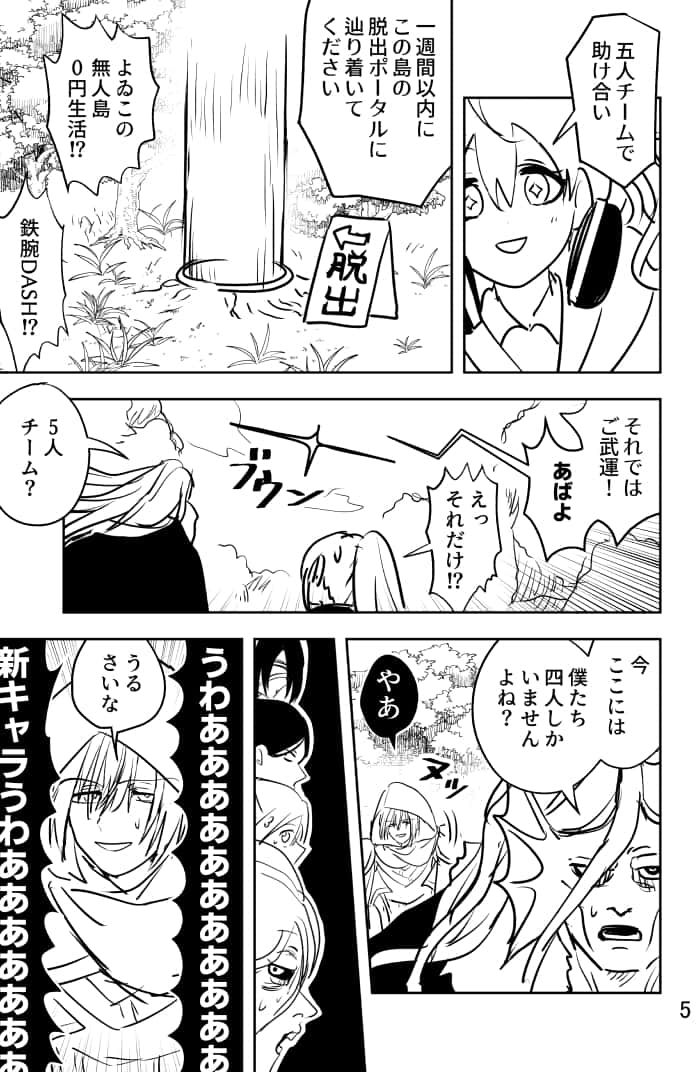 五人チームで
助け合い
一週間以内に
この島の
脱出ポータルに
辿り着いて
ください
←脱出
よゐこの
無人島
0円生活!?
鉄腕DASH!?
それでは
ご武運!
あばよ
えっ
それだけ!?
ブウン
5人
チーム?
今
ここには
僕たち
四人しか
いません
よね?
ヌッ
やあ
うわああああああああああ
うる
さいな
新キャラうわあああああああ
5